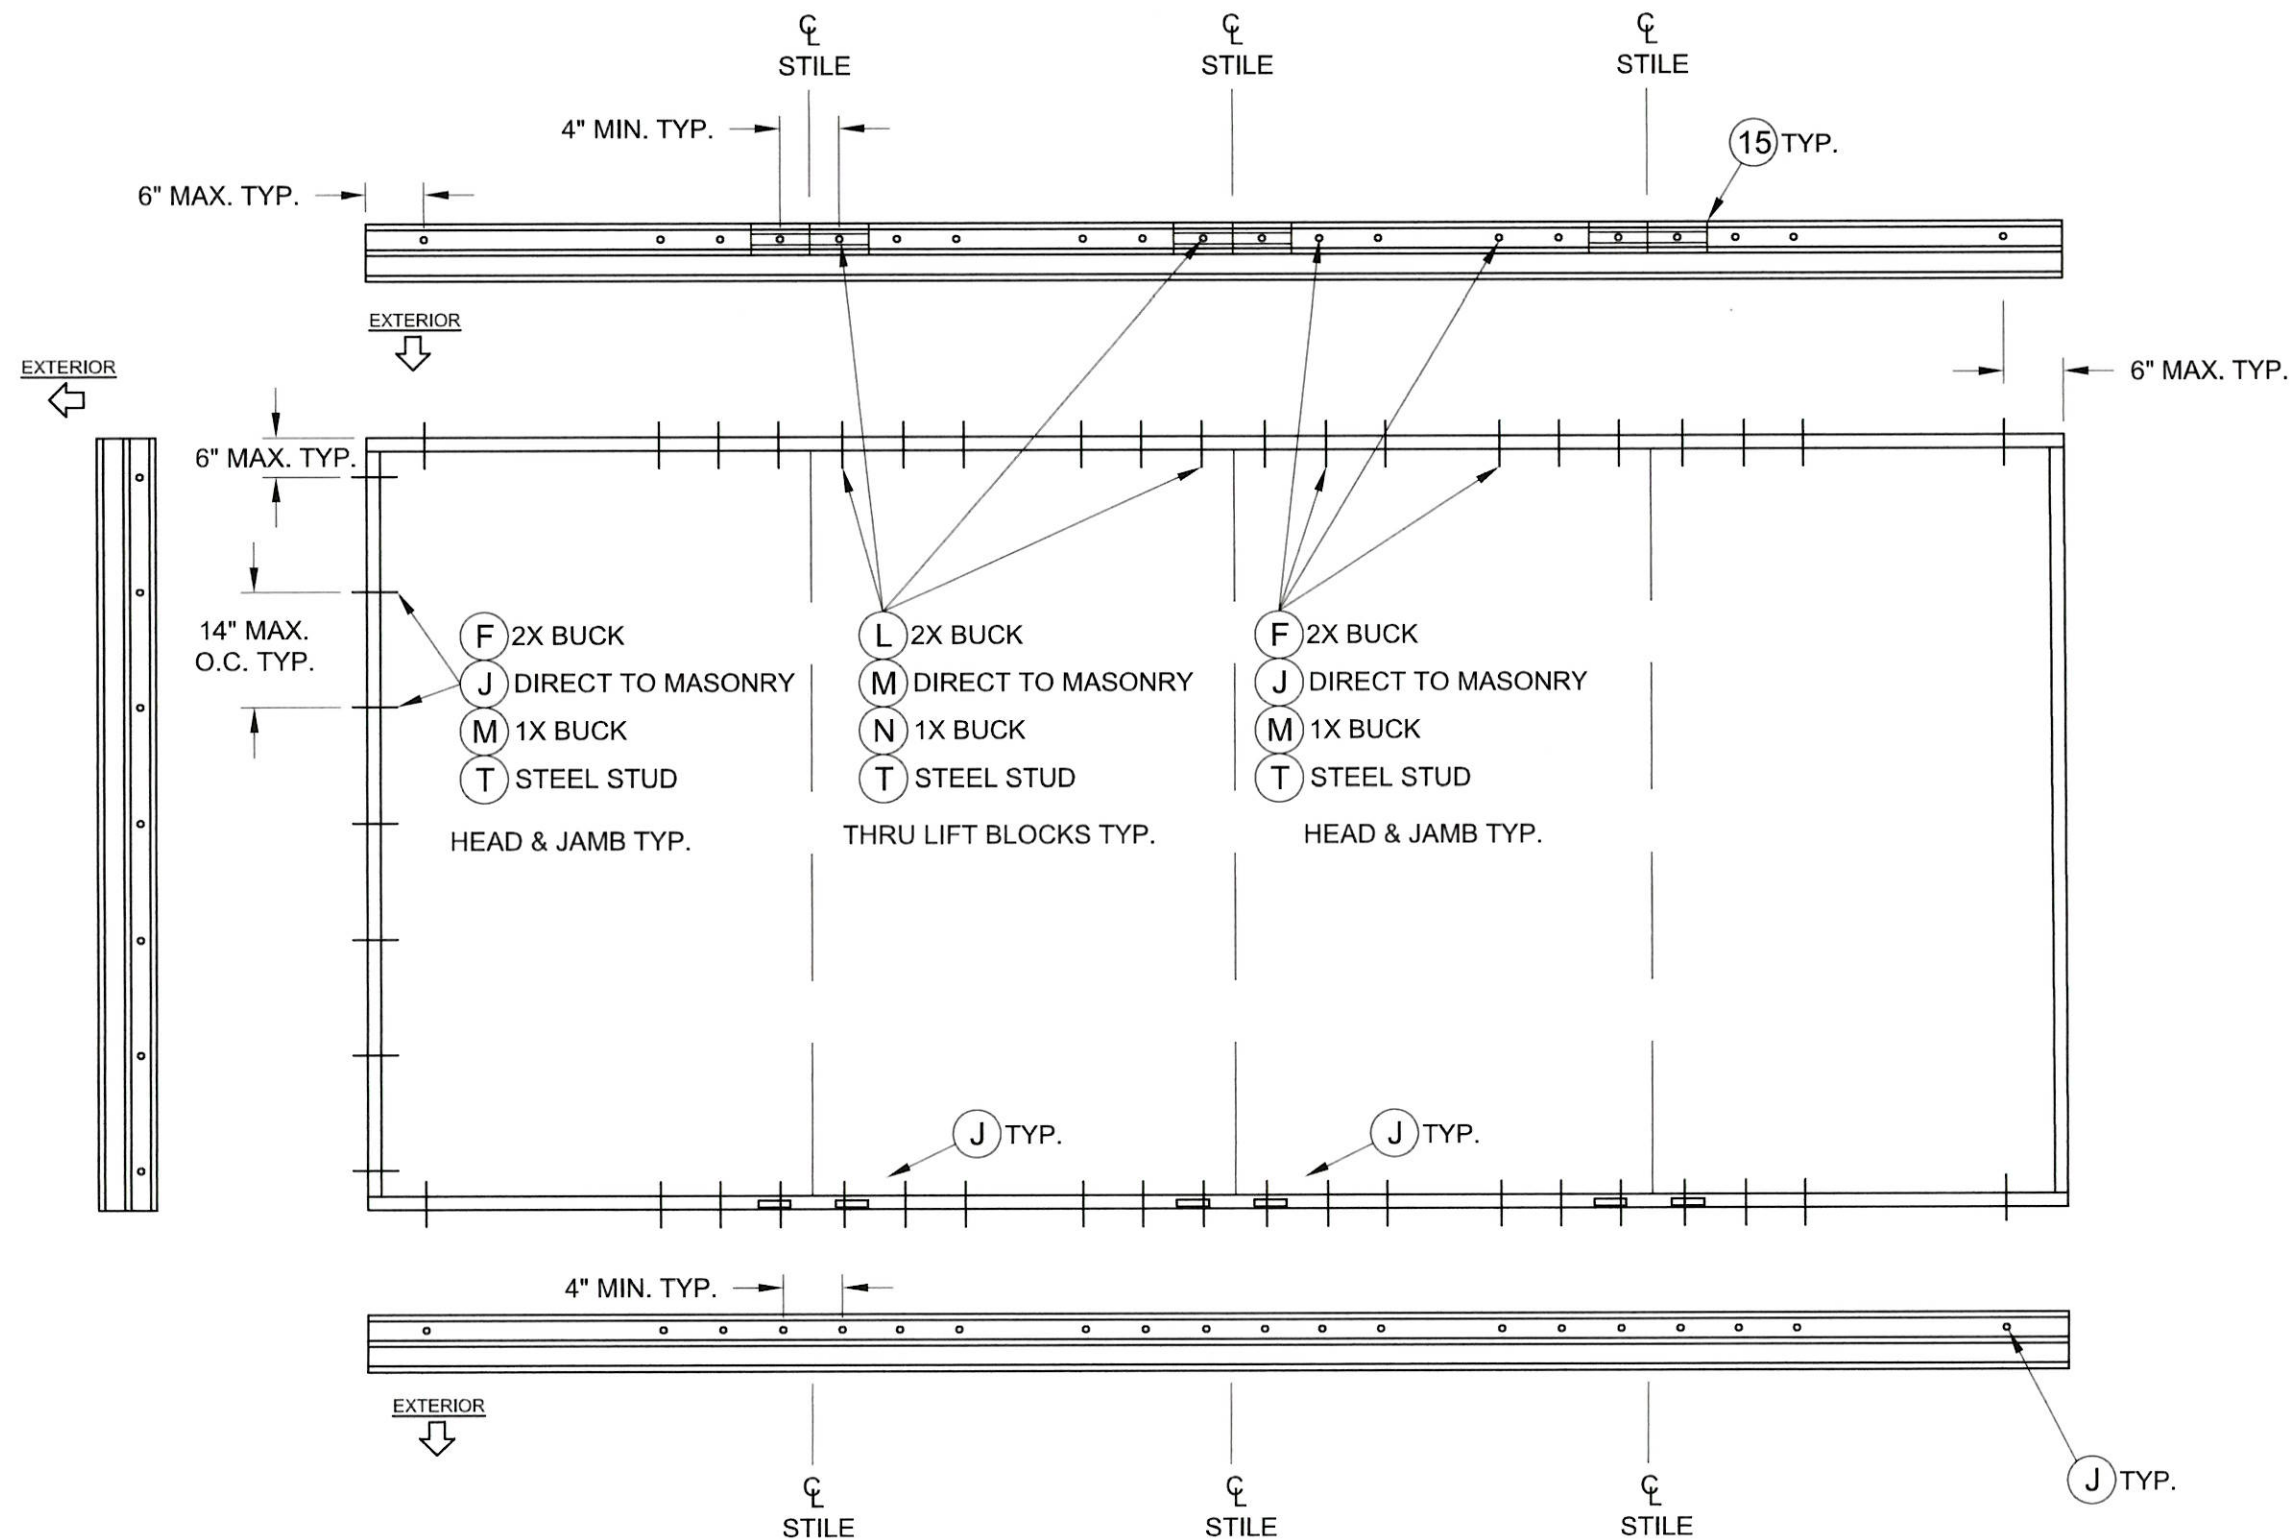 ℄ ℄ ℄
STILE STILE STILE
4" MIN. TYP.
15 TYP.
6" MAX. TYP.
EXTERIOR
EXTERIOR
6" MAX. TYP.
6" MAX. TYP.
14" MAX.
O.C. TYP.
F 2X BUCK
J DIRECT TO MASONRY
M 1X BUCK
T STEEL STUD
HEAD & JAMB TYP.
L 2X BUCK
M DIRECT TO MASONRY
N 1X BUCK
T STEEL STUD
THRU LIFT BLOCKS TYP.
F 2X BUCK
J DIRECT TO MASONRY
M 1X BUCK
T STEEL STUD
HEAD & JAMB TYP.
J TYP.
J TYP.
4" MIN. TYP.
EXTERIOR
J TYP.
℄ ℄ ℄
STILE STILE STILE